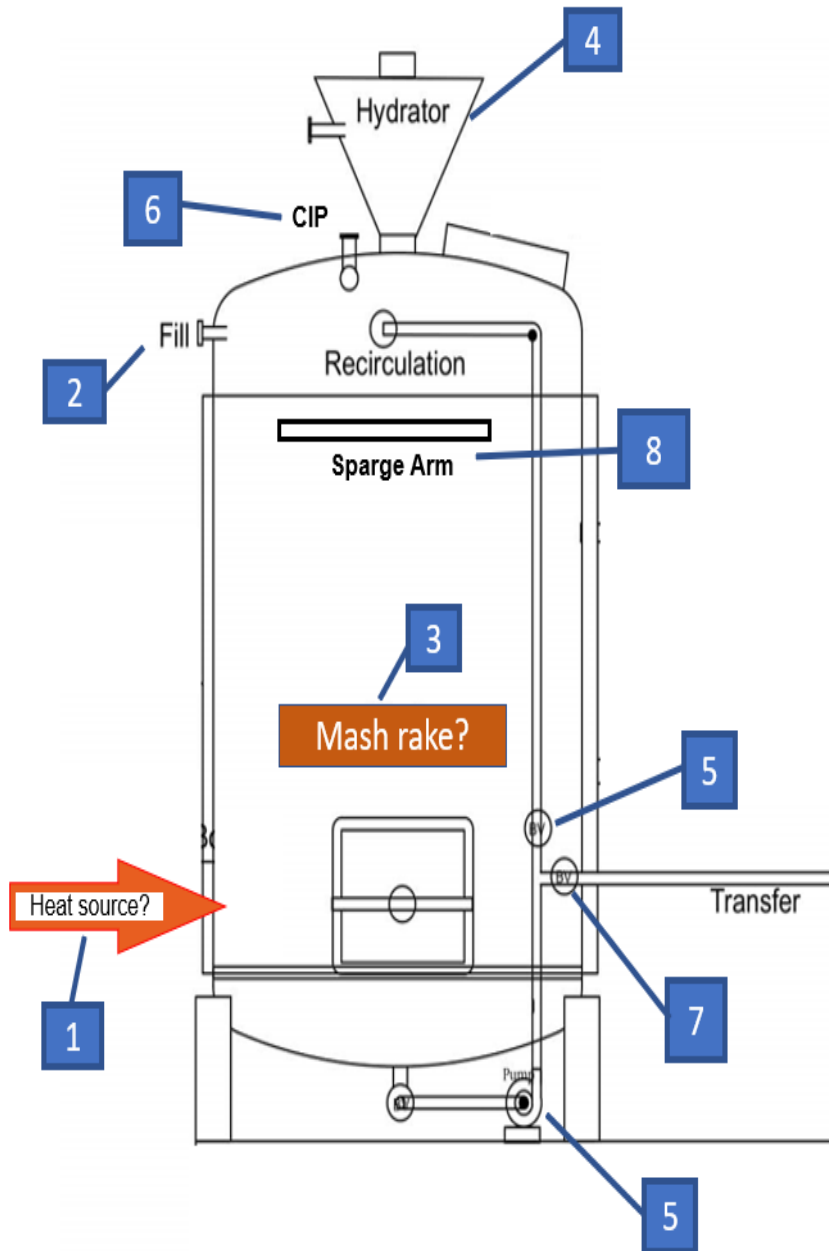 4
Hydrator
6
CIP
Fill
2
Recirculation
8
Sparge Arm
3
Mash rake?
5
BV
BV
Heat source?
Transfer
1
7
Pump
5